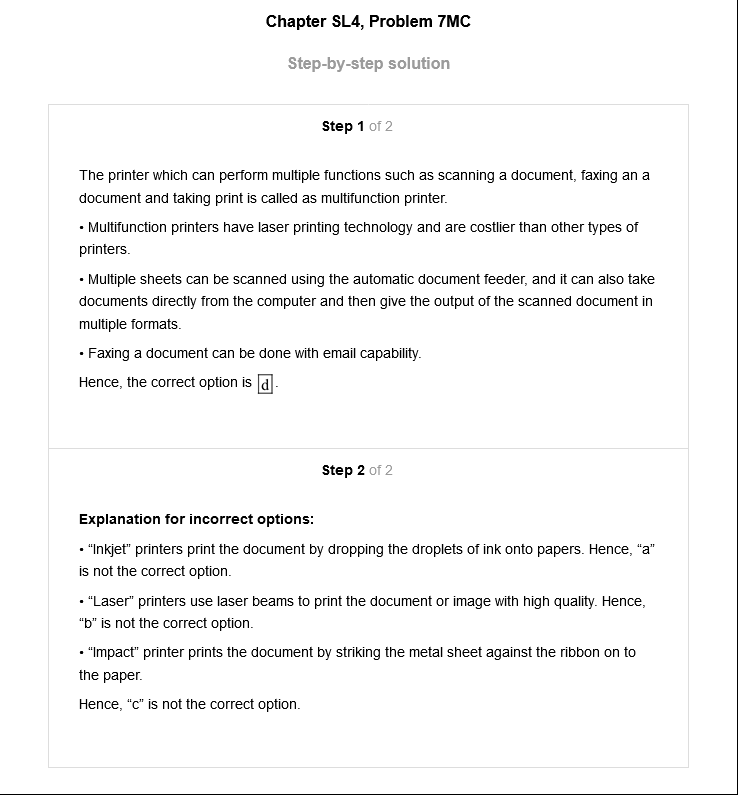 Chapter SL4, Problem 7MC
Step-by-step solution
Step 1 of 2
The printer which can perform multiple functions such as scanning a document, faxing an a
document and taking print is called as multifunction printer.
• Multifunction printers have laser printing technology and are costlier than other types of
printers.
• Multiple sheets can be scanned using the automatic document feeder, and it can also take
documents directly from the computer and then give the output of the scanned document in
multiple formats.
• Faxing a document can be done with email capability.
Hence, the correct option is d.
Step 2 of 2
Explanation for incorrect options:
• “Inkjet” printers print the document by dropping the droplets of ink onto papers. Hence, “a”
is not the correct option.
• “Laser” printers use laser beams to print the document or image with high quality. Hence,
“b” is not the correct option.
• “Impact” printer prints the document by striking the metal sheet against the ribbon on to
the paper.
Hence, “c” is not the correct option.